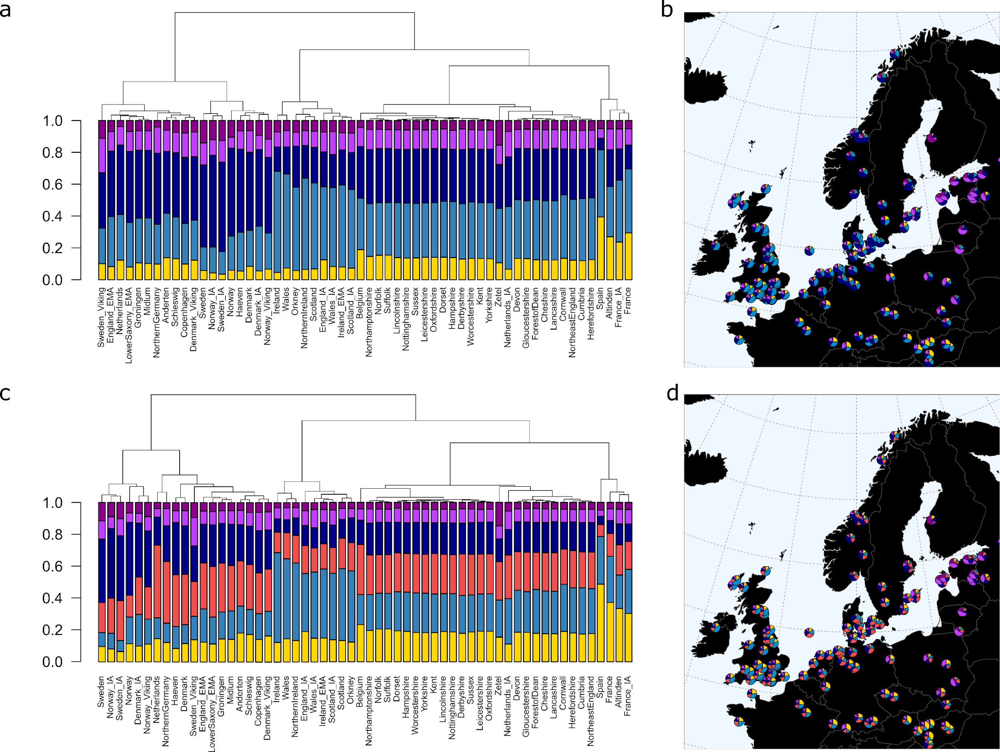 a
b
1.0
0.8
0.6
0.4
0.2
0.0
Sweden_Viking
England_EMA
Netherlands
LowerSaxony_EMA
Groningen
Midlum
NorthernGermany
Anderten
Schleswig
Copenhagen
Denmark_Viking
Sweden
Norway_IA
Sweden_IA
Norway
Haeven
Denmark
Denmark_IA
Norway_Viking
Ireland
Wales
Orkney
NorthernIreland
Scotland
England_IA
Wales_IA
Ireland_EMA
Scotland_IA
Belgium
Northamptonshire
Norfolk
Suffolk
Lincolnshire
Nottinghamshire
Sussex
Leicestershire
Oxfordshire
Dorset
Hampshire
Derbyshire
Worcestershire
Kent
Yorkshire
Zetel
Netherlands_IA
Devon
Gloucestershire
ForestofDean
Cheshire
Lancashire
Cornwall
NortheastEngland
Cumbria
Herefordshire
Spain
Altinden
France_IA
France
c
d
1.0
0.8
0.6
0.4
0.2
0.0
Sweden
Norway_IA
Sweden_IA
Norway
Denmark_IA
Norway_Viking
Netherlands
NorthernGermany
Haeven
Denmark
Sweden_Viking
England_EMA
LowerSaxony_EMA
Groningen
Midlum
Anderten
Schleswig
Copenhagen
Denmark_Viking
Ireland
Wales
NorthernIreland
England_IA
Wales_IA
Ireland_EMA
Scotland_IA
Scotland
Orkney
Belgium
Northamptonshire
Norfolk
Suffolk
Dorset
Hampshire
Worcestershire
Yorkshire
Kent
Lincolnshire
Nottinghamshire
Derbyshire
Sussex
Leicestershire
Oxfordshire
Zetel
Netherlands_IA
Devon
Gloucestershire
ForestofDean
Cheshire
Lancashire
Cornwall
Herefordshire
Cumbria
NortheastEngland
Spain
France
Altinden
France_IA